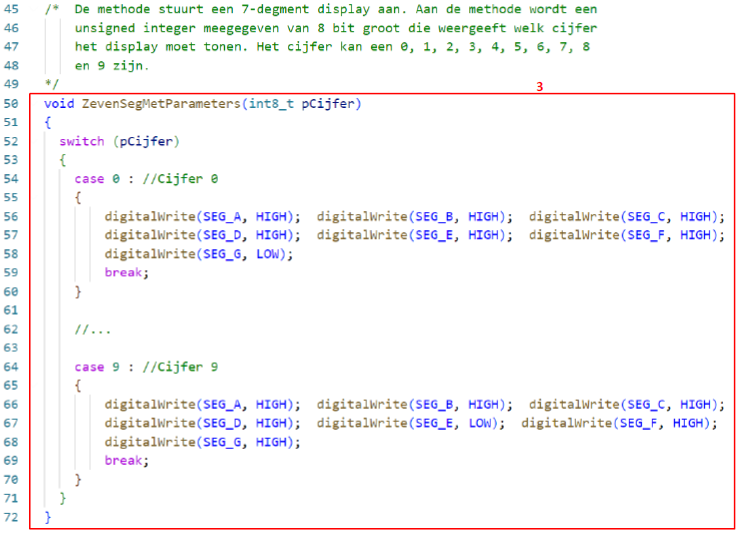 45 /* De methode stuurt een 7-degment display aan. Aan de methode wordt een
46 unsigned integer meegegeven van 8 bit groot die weergeeft welk cijfer
47 het display moet tonen. Het cijfer kan een 0, 1, 2, 3, 4, 5, 6, 7, 8
48 en 9 zijn.
49 */
3
50 void ZevenSegMetParameters(int8_t pCijfer)
51 {
52 switch (pCijfer)
53 {
54 case 0 : //Cijfer 0
55 {
56 digitalWrite(SEG_A, HIGH); digitalWrite(SEG_B, HIGH); digitalWrite(SEG_C, HIGH);
57 digitalWrite(SEG_D, HIGH); digitalWrite(SEG_E, HIGH); digitalWrite(SEG_F, HIGH);
58 digitalWrite(SEG_G, LOW);
59 break;
60 }
61
62 //...
63
64 case 9 : //Cijfer 9
65 {
66 digitalWrite(SEG_A, HIGH); digitalWrite(SEG_B, HIGH); digitalWrite(SEG_C, HIGH);
67 digitalWrite(SEG_D, HIGH); digitalWrite(SEG_E, LOW); digitalWrite(SEG_F, HIGH);
68 digitalWrite(SEG_G, HIGH);
69 break;
70 }
71 }
72 }